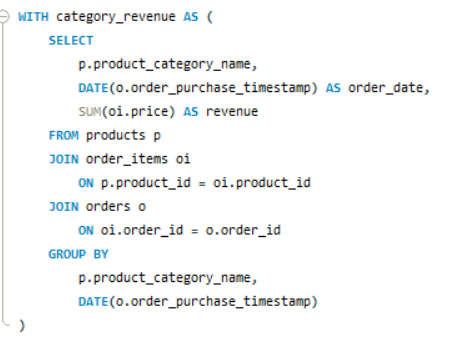 WITH category_revenue AS (
    SELECT
        p.product_category_name,
        DATE(o.order_purchase_timestamp) AS order_date,
        SUM(oi.price) AS revenue
    FROM products p
    JOIN order_items oi
        ON p.product_id = oi.product_id
    JOIN orders o
        ON oi.order_id = o.order_id
    GROUP BY
        p.product_category_name,
        DATE(o.order_purchase_timestamp)
)